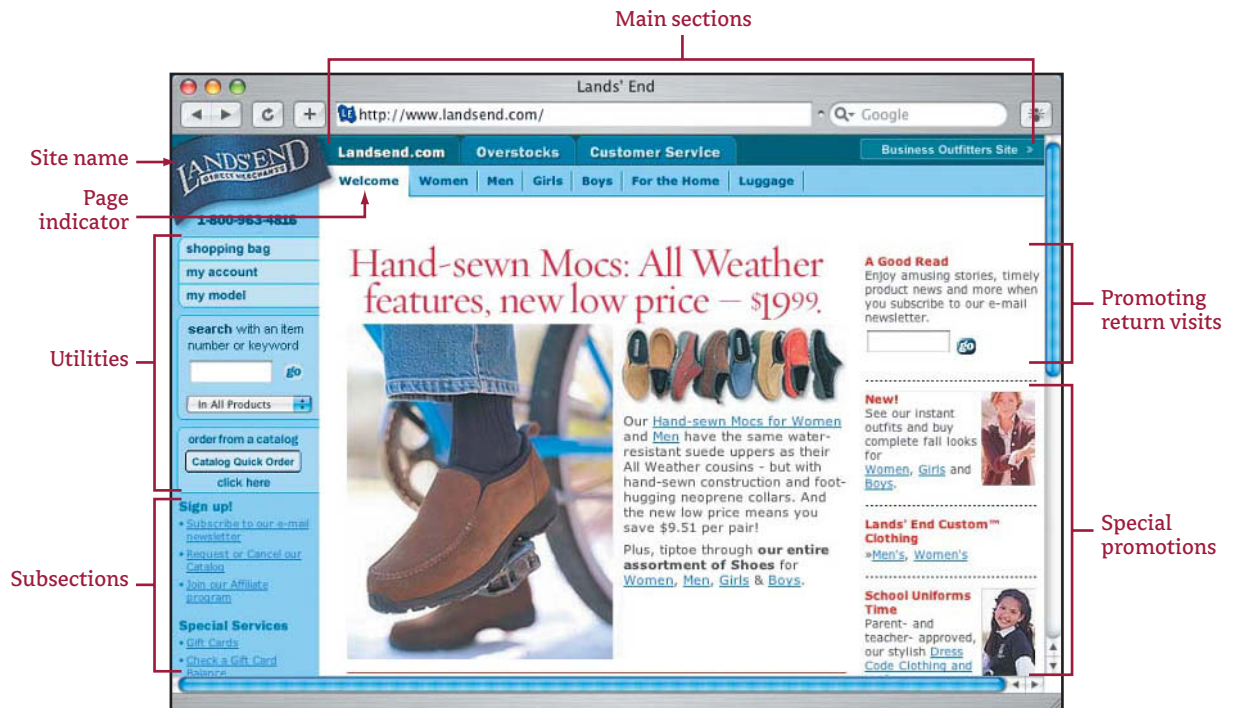 Main sections
Lands' End
http://www.landsend.com/
Google
Site name
LANDS' END
DIRECT MERCHANTS
Landsend.com Overstocks Customer Service Business Outfitters Site >
Page
indicator
Welcome Women Men Girls Boys For the Home Luggage
1-800-963-4816
Utilities
shopping bag
my account
my model
search with an item
number or keyword
go
In All Products
order from a catalog
Catalog Quick Order
click here
Subsections
Sign up!
• Subscribe to our e-mail
newsletter
• Request or Cancel our
Catalog
• Join our Affiliate
program
Special Services
• Gift Cards
• Check a Gift Card
Balance
Hand-sewn Mocs: All Weather
features, new low price — $19.99.
Our Hand-sewn Mocs for Women
and Men have the same water-
resistant suede uppers as their
All Weather cousins - but with
hand-sewn construction and foot-
hugging neoprene collars. And
the new low price means you
save $9.51 per pair!
Plus, tiptoe through our entire
assortment of Shoes for
Women, Men, Girls & Boys.
A Good Read
Enjoy amusing stories, timely
product news and more when
you subscribe to our e-mail
newsletter.
go
Promoting
return visits
New!
See our instant
outfits and buy
complete fall looks
for
Women, Girls and
Boys.
Lands' End Custom™
Clothing
»Men's, Women's
School Uniforms
Time
Parent- and
teacher- approved,
our stylish Dress
Code Clothing and
Special
promotions